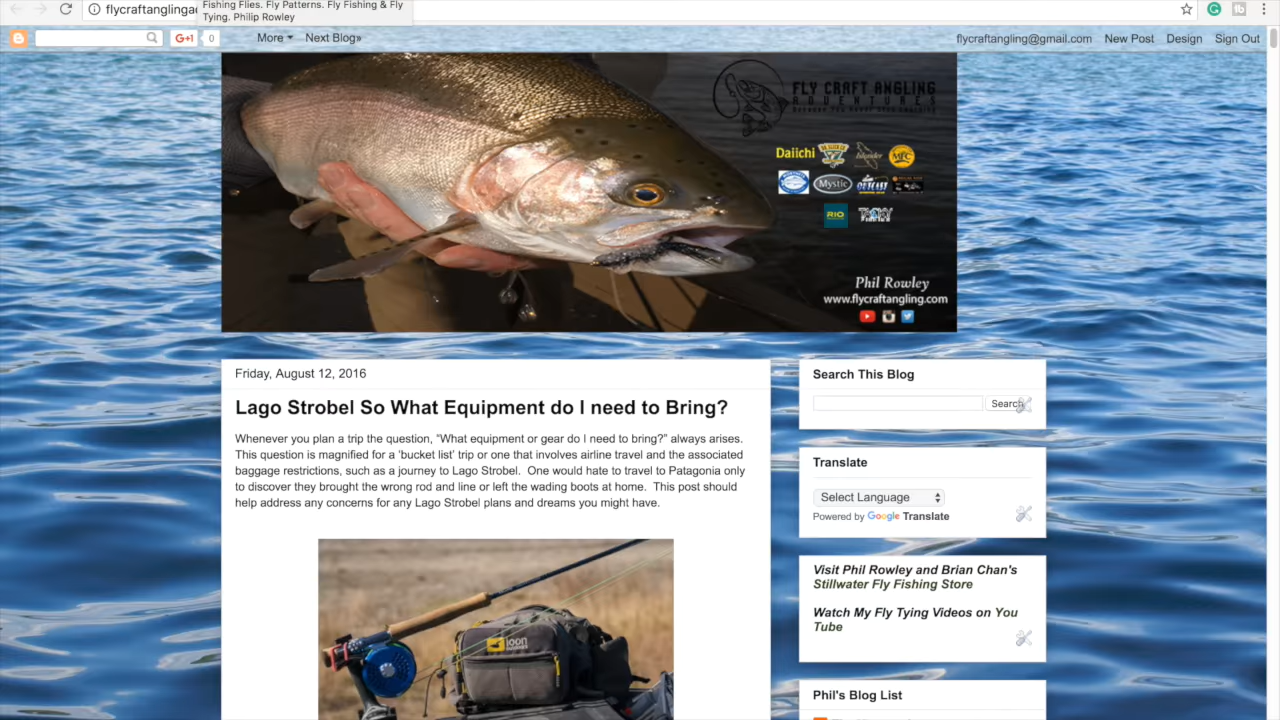 flycraftanglingad
Fishing Flies. Fly Patterns. Fly Fishing & Fly
Tying. Philip Rowley
G+1 0
More Next Blog»
flycraftangling@gmail.com New Post Design Sign Out
FLY CRAFT ANGLING
ADVENTURES
Daiichi
Islander
MFC
Mystic
OUTCAST
RIO
Phil Rowley
www.flycraftangling.com
Friday, August 12, 2016
Lago Strobel So What Equipment do I need to Bring?
Whenever you plan a trip the question, "What equipment or gear do I need to bring?" always arises.
This question is magnified for a 'bucket list' trip or one that involves airline travel and the associated
baggage restrictions, such as a journey to Lago Strobel. One would hate to travel to Patagonia only
to discover they brought the wrong rod and line or left the wading boots at home. This post should
help address any concerns for any Lago Strobel plans and dreams you might have.
loon
Search This Blog
Search
Translate
Select Language
Powered by Google Translate
Visit Phil Rowley and Brian Chan's
Stillwater Fly Fishing Store
Watch My Fly Tying Videos on You
Tube
Phil's Blog List